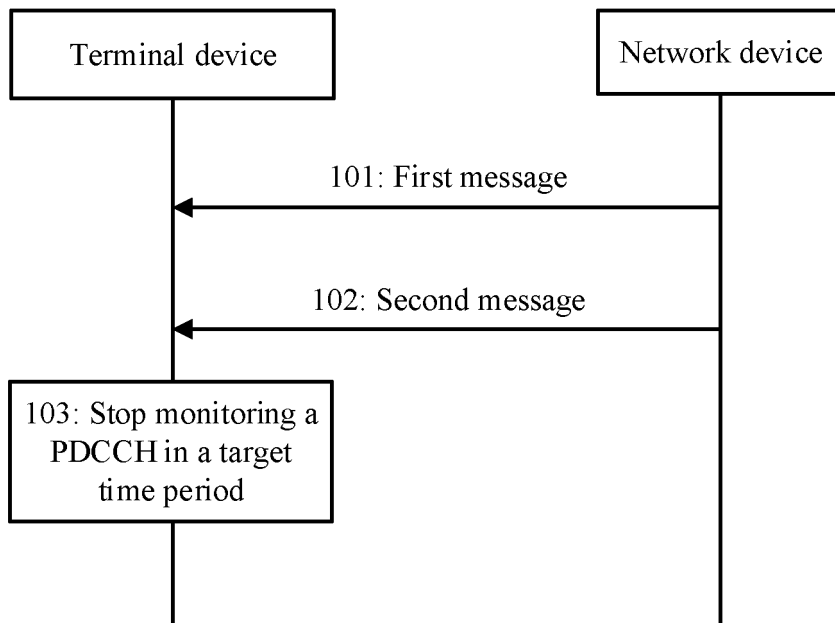 Terminal device
Network device
101: First message
102: Second message
103: Stop monitoring a
PDCCH in a target
time period